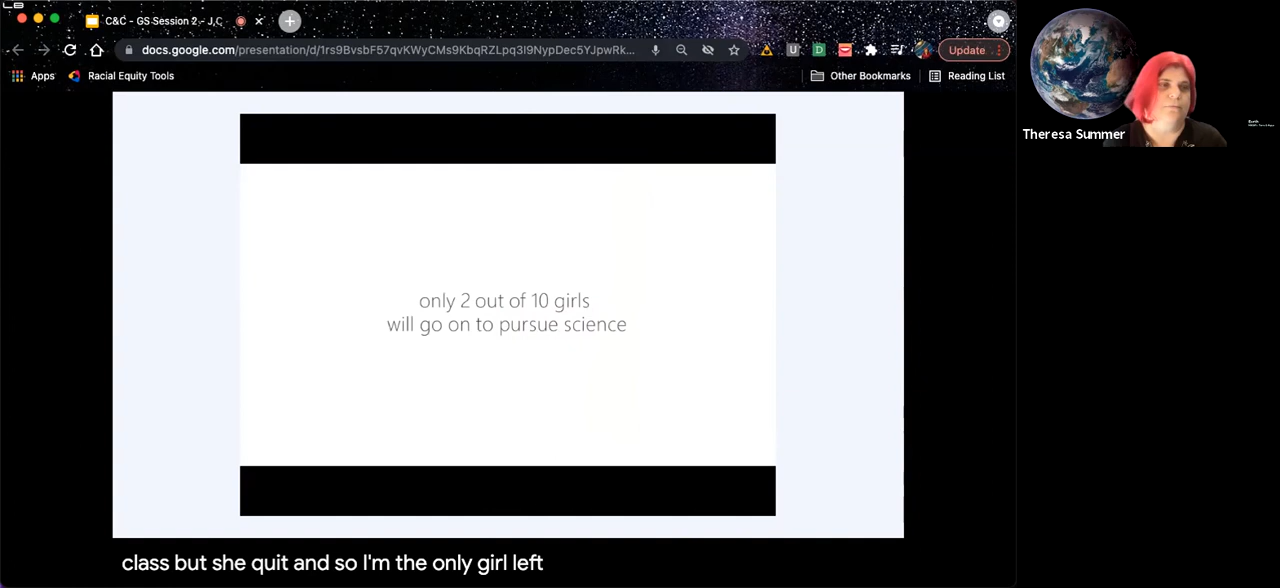 C&C - GS Session 2 - J,C
docs.google.com/presentation/d/1rs9BvsbF57qvKWyCMs9KbqRZLpq3I9NypDec5YJpwRk...
Update
Apps
Racial Equity Tools
Other Bookmarks
Reading List
Theresa Summer
only 2 out of 10 girls
will go on to pursue science
class but she quit and so I'm the only girl left